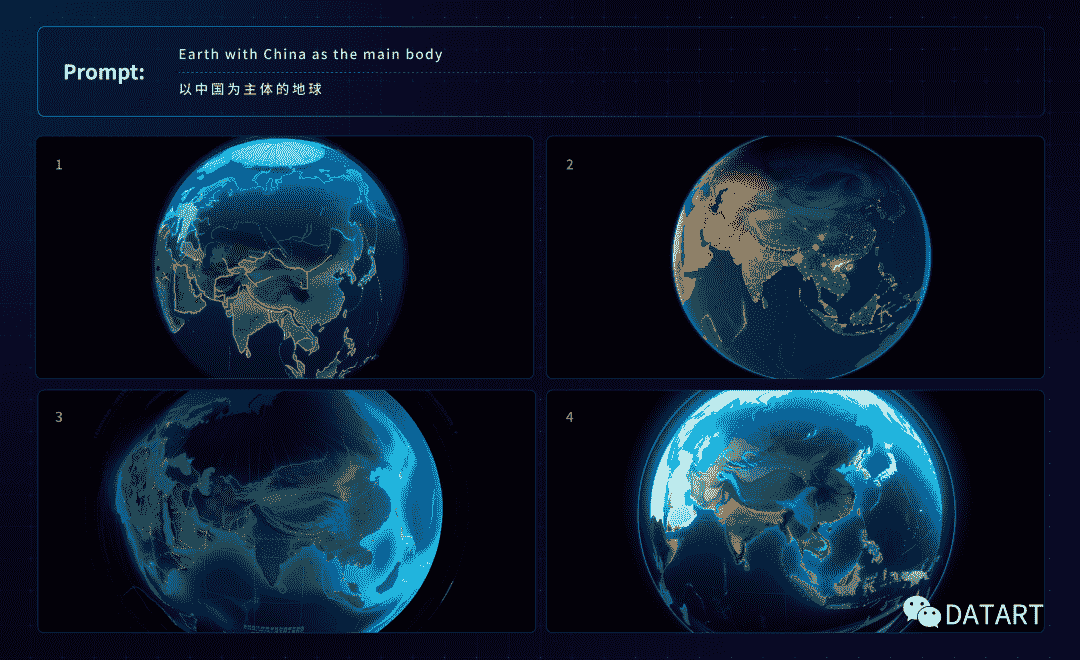 Prompt:
Earth with China as the main body
以中国为主体的地球
1
2
3
4
DATART